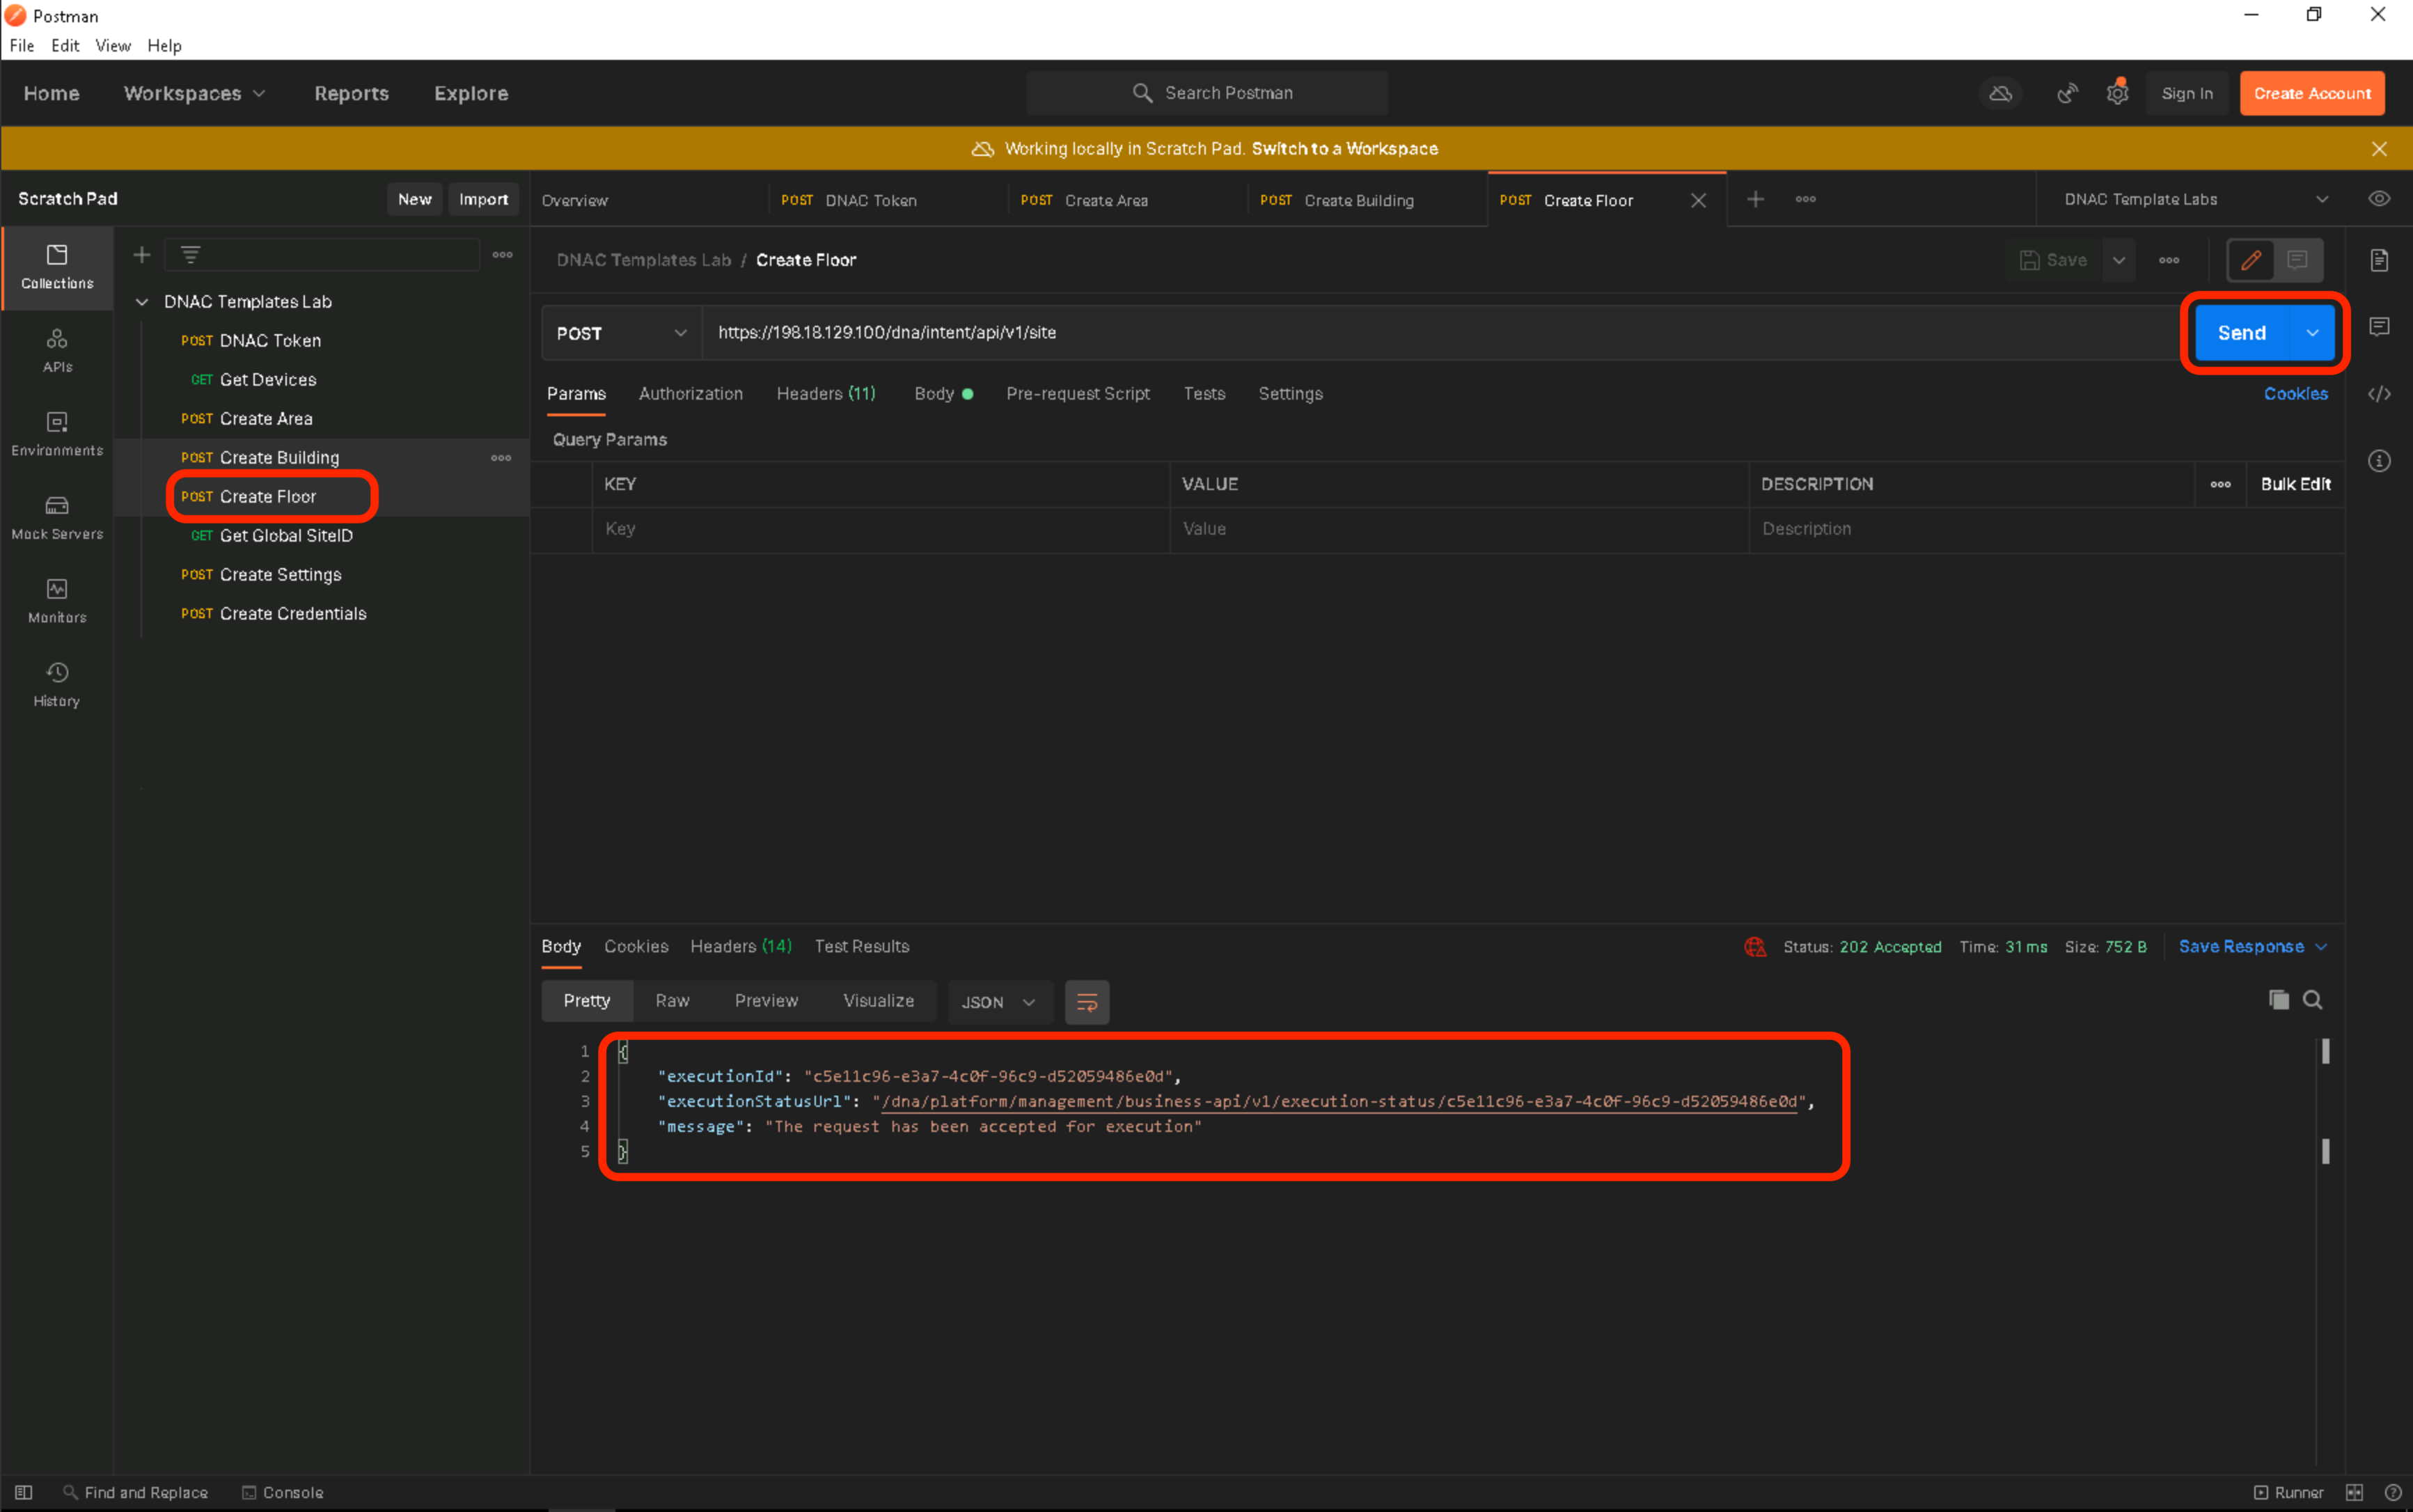 Postman
File Edit View Help
Home Workspaces Reports Explore Search Postman Sign In Create Account
Working locally in Scratch Pad. Switch to a Workspace
Scratch Pad New Import Overview POST DNAC Token POST Create Area POST Create Building POST Create Floor DNAC Template Labs
Collections
APIs
Environments
Mock Servers
Monitors
History
DNAC Templates Lab
POST DNAC Token
GET Get Devices
POST Create Area
POST Create Building
POST Create Floor
GET Get Global SiteID
POST Create Settings
POST Create Credentials
DNAC Templates Lab / Create Floor Save
POST https://198.18.129.100/dna/intent/api/v1/site Send
Params Authorization Headers (11) Body Pre-request Script Tests Settings Cookies
Query Params
KEY VALUE DESCRIPTION Bulk Edit
Key Value Description
Body Cookies Headers (14) Test Results Status: 202 Accepted Time: 31 ms Size: 752 B Save Response
Pretty Raw Preview Visualize JSON
1 {
2 "executionId": "c5e11c96-e3a7-4c0f-96c9-d52059486e0d",
3 "executionStatusUrl": "/dna/platform/management/business-api/v1/execution-status/c5e11c96-e3a7-4c0f-96c9-d52059486e0d",
4 "message": "The request has been accepted for execution"
5 }
Find and Replace Console Runner